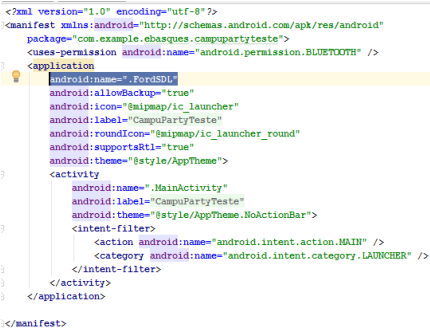 <?xml version="1.0" encoding="utf-8"?>
<manifest xmlns:android="http://schemas.android.com/apk/res/android"
package="com.example.ebasques.campupartyteste">
<uses-permission android:name="android.permission.BLUETOOTH" />
<application
android:name=".FordSDL"
android:allowBackup="true"
android:icon="@mipmap/ic_launcher"
android:label="CampuPartyTeste"
android:roundIcon="@mipmap/ic_launcher_round"
android:supportsRtl="true"
android:theme="@style/AppTheme">
<activity
android:name=".MainActivity"
android:label="CampuPartyTeste"
android:theme="@style/AppTheme.NoActionBar">
<intent-filter>
<action android:name="android.intent.action.MAIN" />
<category android:name="android.intent.category.LAUNCHER" />
</intent-filter>
</activity>
</application>
</manifest>